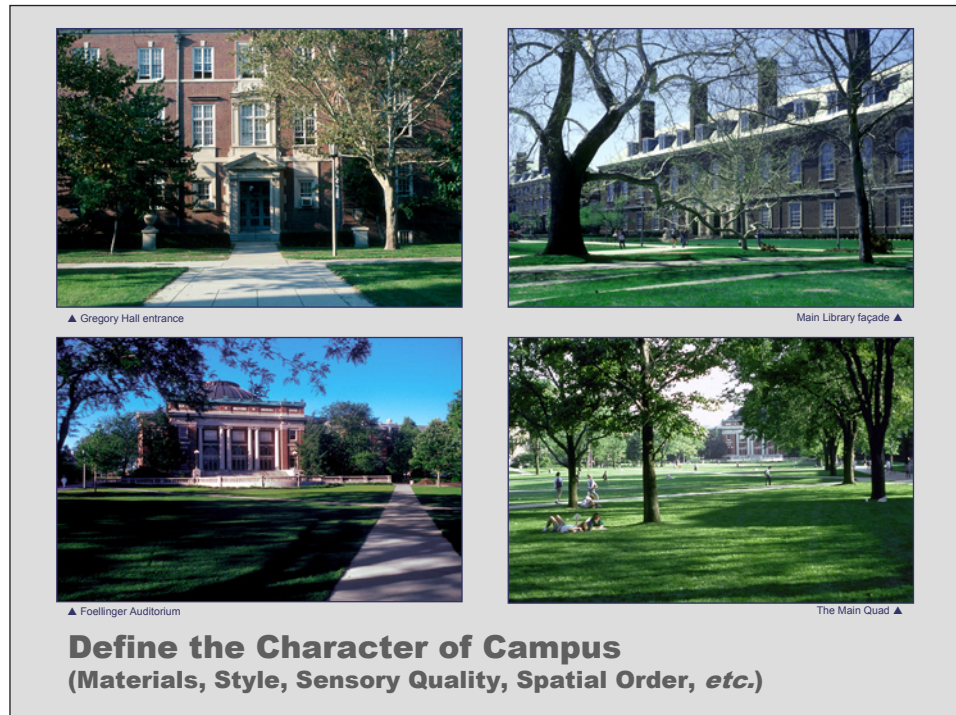 ▲ Gregory Hall entrance
Main Library façade ▲
▲ Foellinger Auditorium
The Main Quad ▲
Define the Character of Campus
(Materials, Style, Sensory Quality, Spatial Order, etc.)